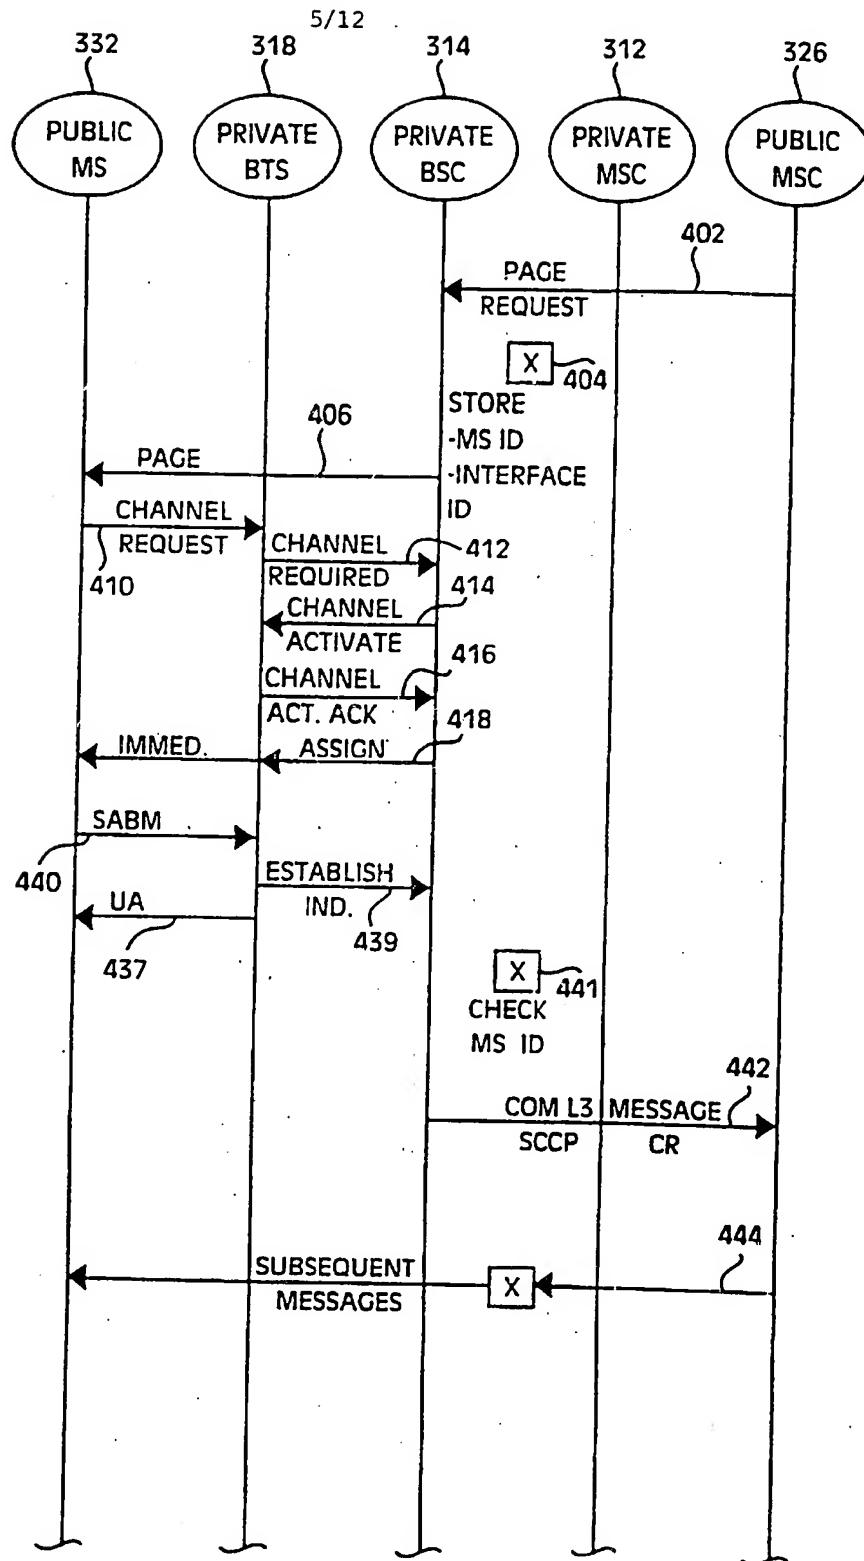 5/12
332 318 314 312 326
PUBLIC MS
PRIVATE BTS
PRIVATE BSC
PRIVATE MSC
PUBLIC MSC
402
PAGE
REQUEST
X
404
STORE
-MS ID
-INTERFACE
ID
406
PAGE
CHANNEL
REQUEST
410
CHANNEL
REQUIRED
412
CHANNEL
ACTIVATE
414
CHANNEL
ACT. ACK
416
IMMED. ASSIGN
418
SABM
440
ESTABLISH
IND.
439
UA
437
X
441
CHECK
MS ID
COM L3 MESSAGE
SCCP CR
442
444
SUBSEQUENT
MESSAGES
X